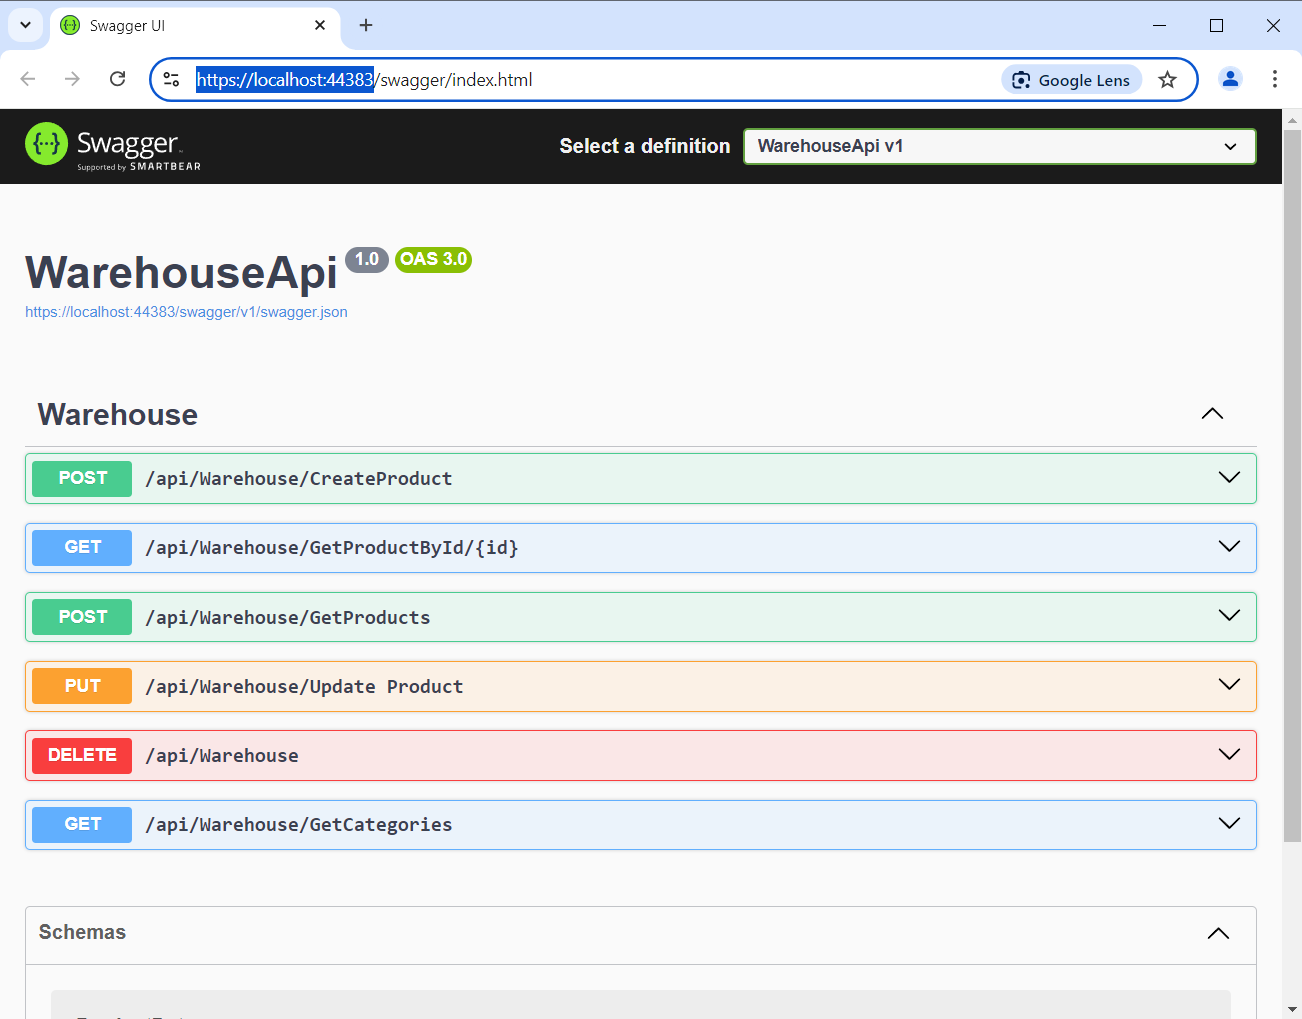 Swagger UI
https://localhost:44383/swagger/index.html
Google Lens
Swagger
Supported by SMARTBEAR
Select a definition
WarehouseApi v1
WarehouseApi 1.0 OAS 3.0
https://localhost:44383/swagger/v1/swagger.json
Warehouse
POST /api/Warehouse/CreateProduct
GET /api/Warehouse/GetProductById/{id}
POST /api/Warehouse/GetProducts
PUT /api/Warehouse/Update Product
DELETE /api/Warehouse
GET /api/Warehouse/GetCategories
Schemas